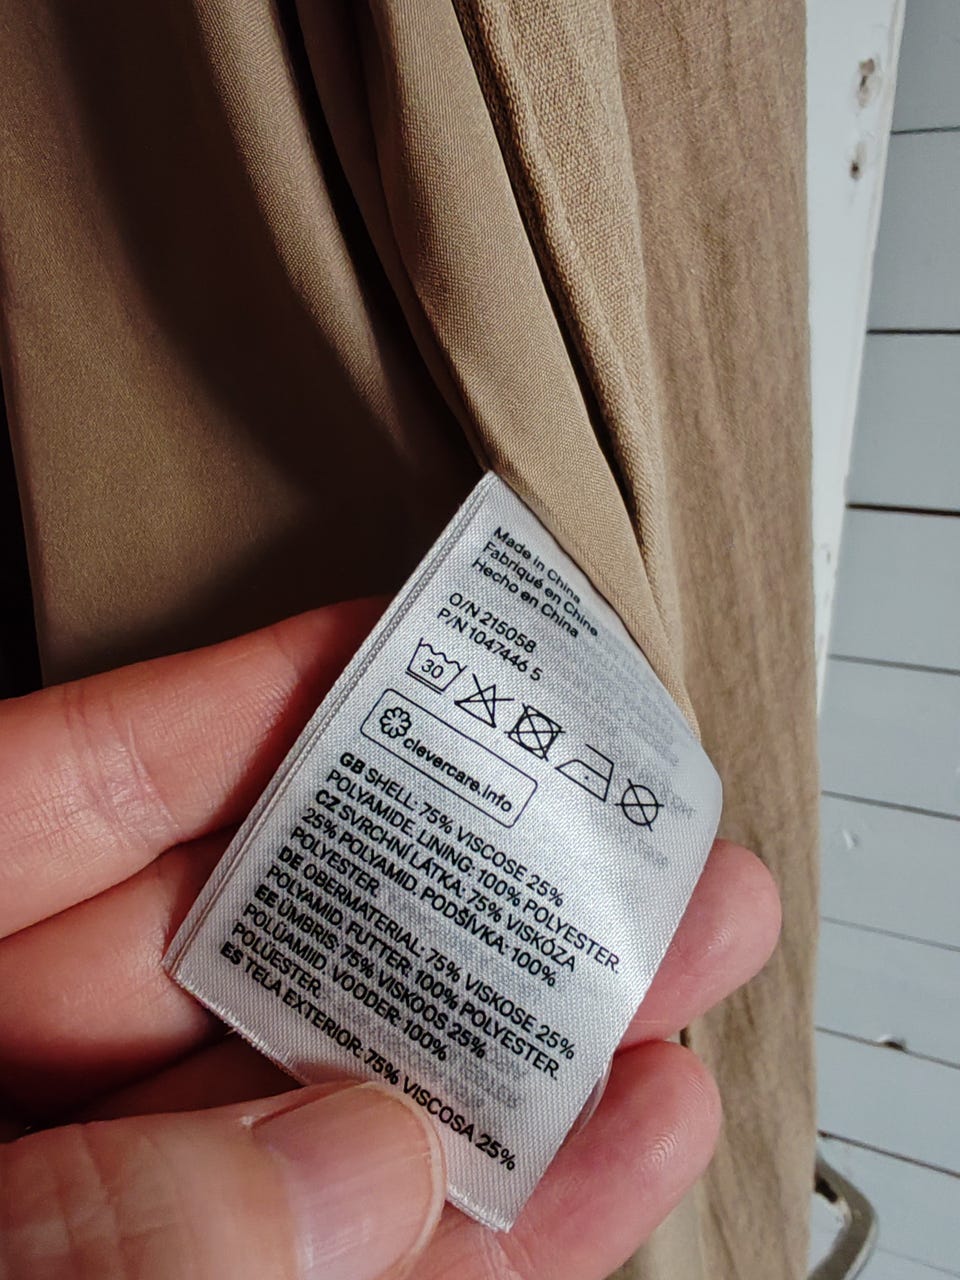 Made in China
Fabriqué en Chine
Hecho en China
O/N 215058
P/N 1047446 5
30
clevercare.info
GB SHELL: 75% VISCOSE 25%
POLYAMIDE. LINING: 100% POLYESTER.
CZ SVRCHNÍ LÁTKA: 75% VISKÓZA
25% POLYAMID. PODŠÍVKA: 100%
POLYESTER
DE OBERMATERIAL: 75% VISKOSE 25%
POLYAMID. FUTTER: 100% POLYESTER.
EE ÜMBRIS: 75% VISKOOS 25%
POLÜAMIID. VOODER: 100%
POLÜESTER.
ES TELA EXTERIOR: 75% VISCOSA 25%